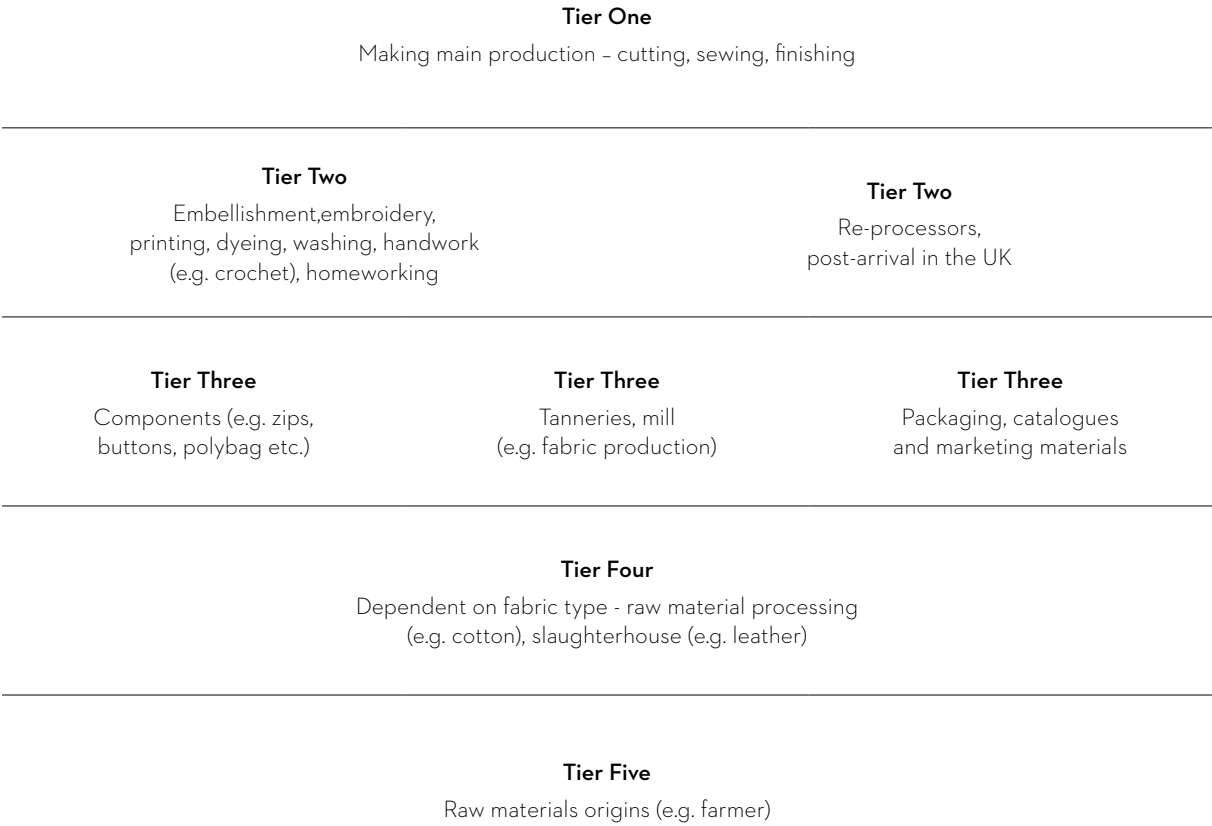 Tier One
Making main production – cutting, sewing, finishing
Tier Two
Embellishment,embroidery,
printing, dyeing, washing, handwork
(e.g. crochet), homeworking
Tier Two
Re-processors,
post-arrival in the UK
Tier Three
Components (e.g. zips,
buttons, polybag etc.)
Tier Three
Tanneries, mill
(e.g. fabric production)
Tier Three
Packaging, catalogues
and marketing materials
Tier Four
Dependent on fabric type - raw material processing
(e.g. cotton), slaughterhouse (e.g. leather)
Tier Five
Raw materials origins (e.g. farmer)